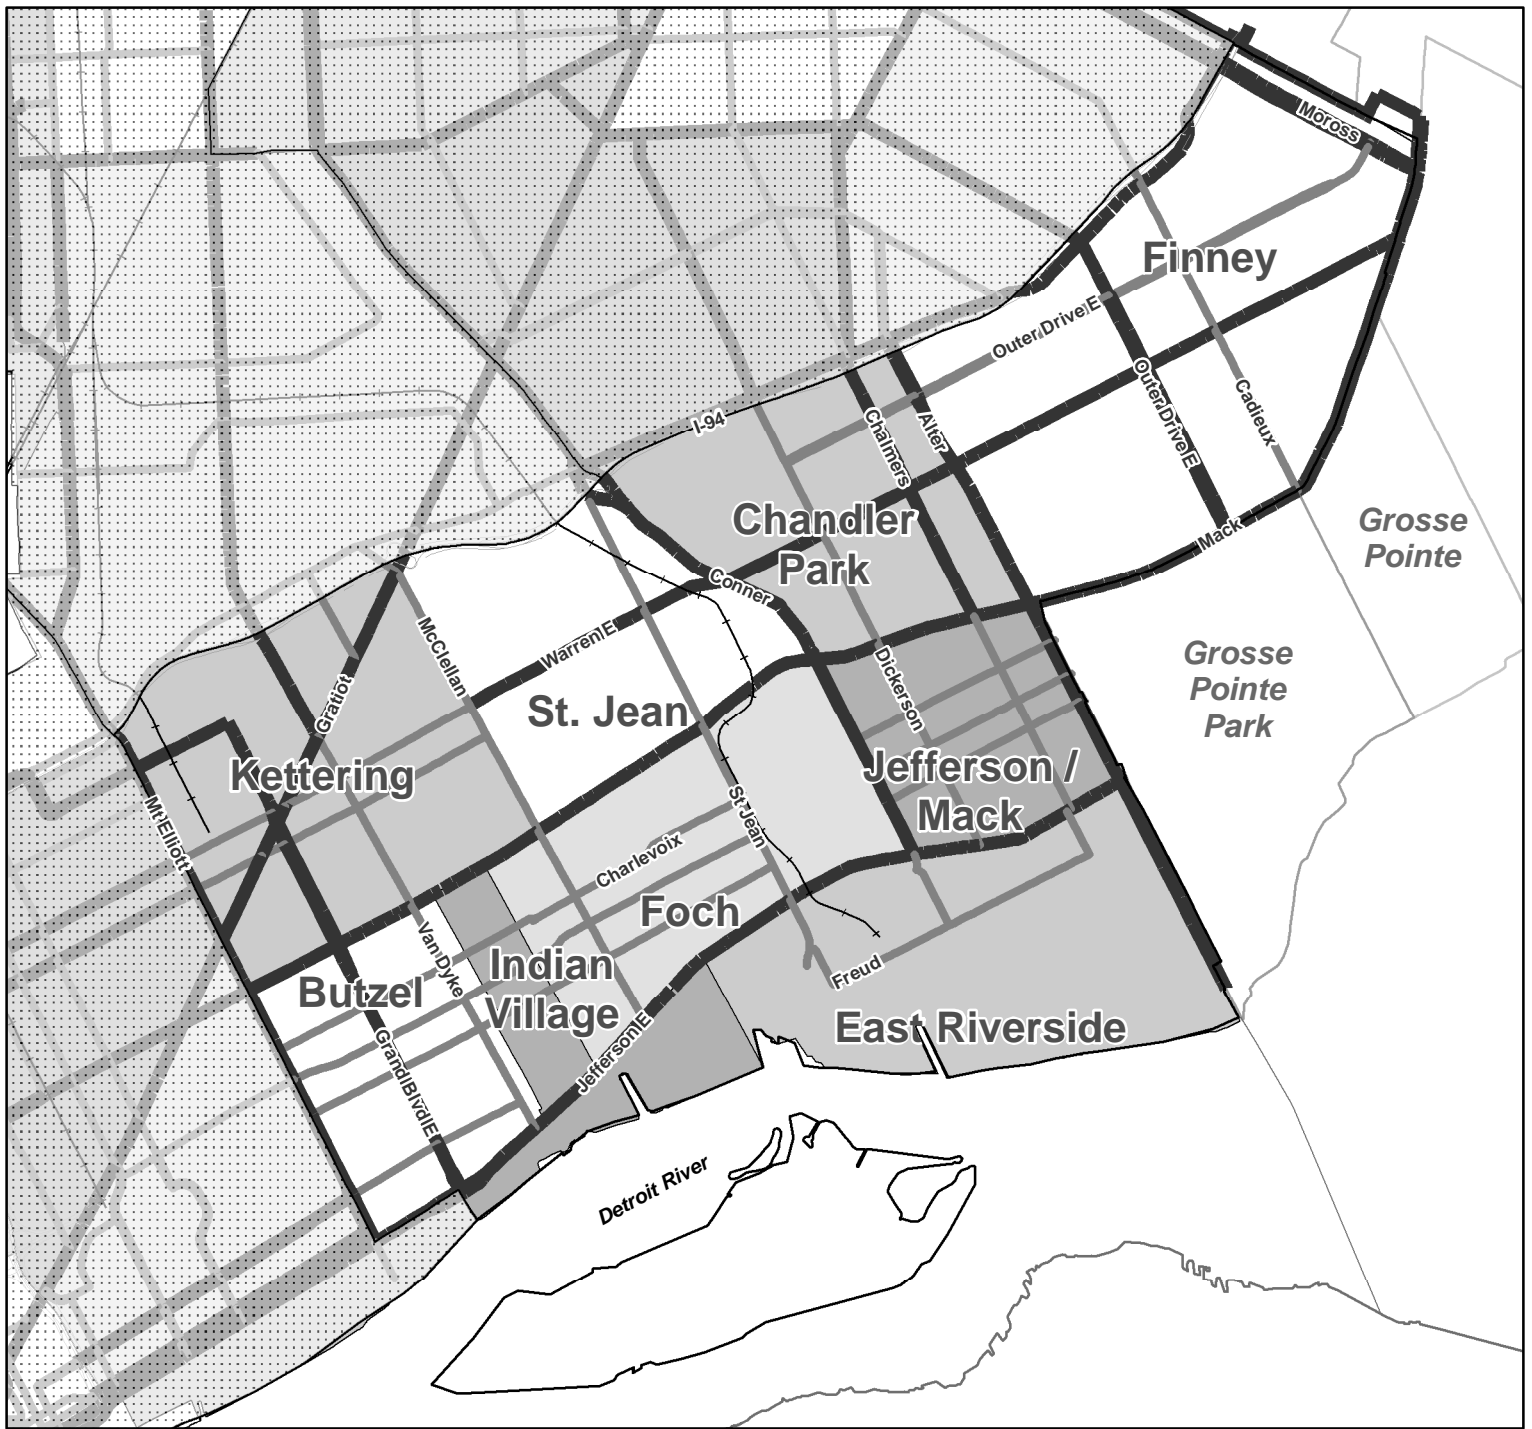 Moross
Finney
Outer Drive E
I-94
Chalmers
Alter
Outer Drive E
Cadieux
Chandler
Park
Grosse
Pointe
Mack
Conner
Warren E
McClellan
Gratiot
St. Jean
Dickerson
Grosse
Pointe
Park
Kettering
Mt Elliott
Jefferson /
Mack
St Jean
Charlevoix
Foch
Van Dyke
Indian
Village
Butzel
Freud
East Riverside
Grand Blvd E
Jefferson E
Detroit River